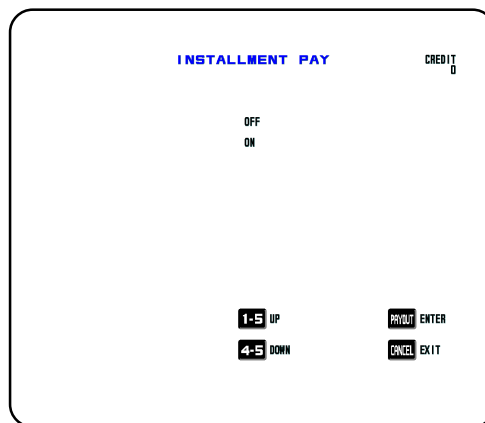 INSTALLMENT PAY
CREDIT
0
OFF
ON
1-5 UP
PAYOUT ENTER
4-5 DOWN
CANCEL EXIT